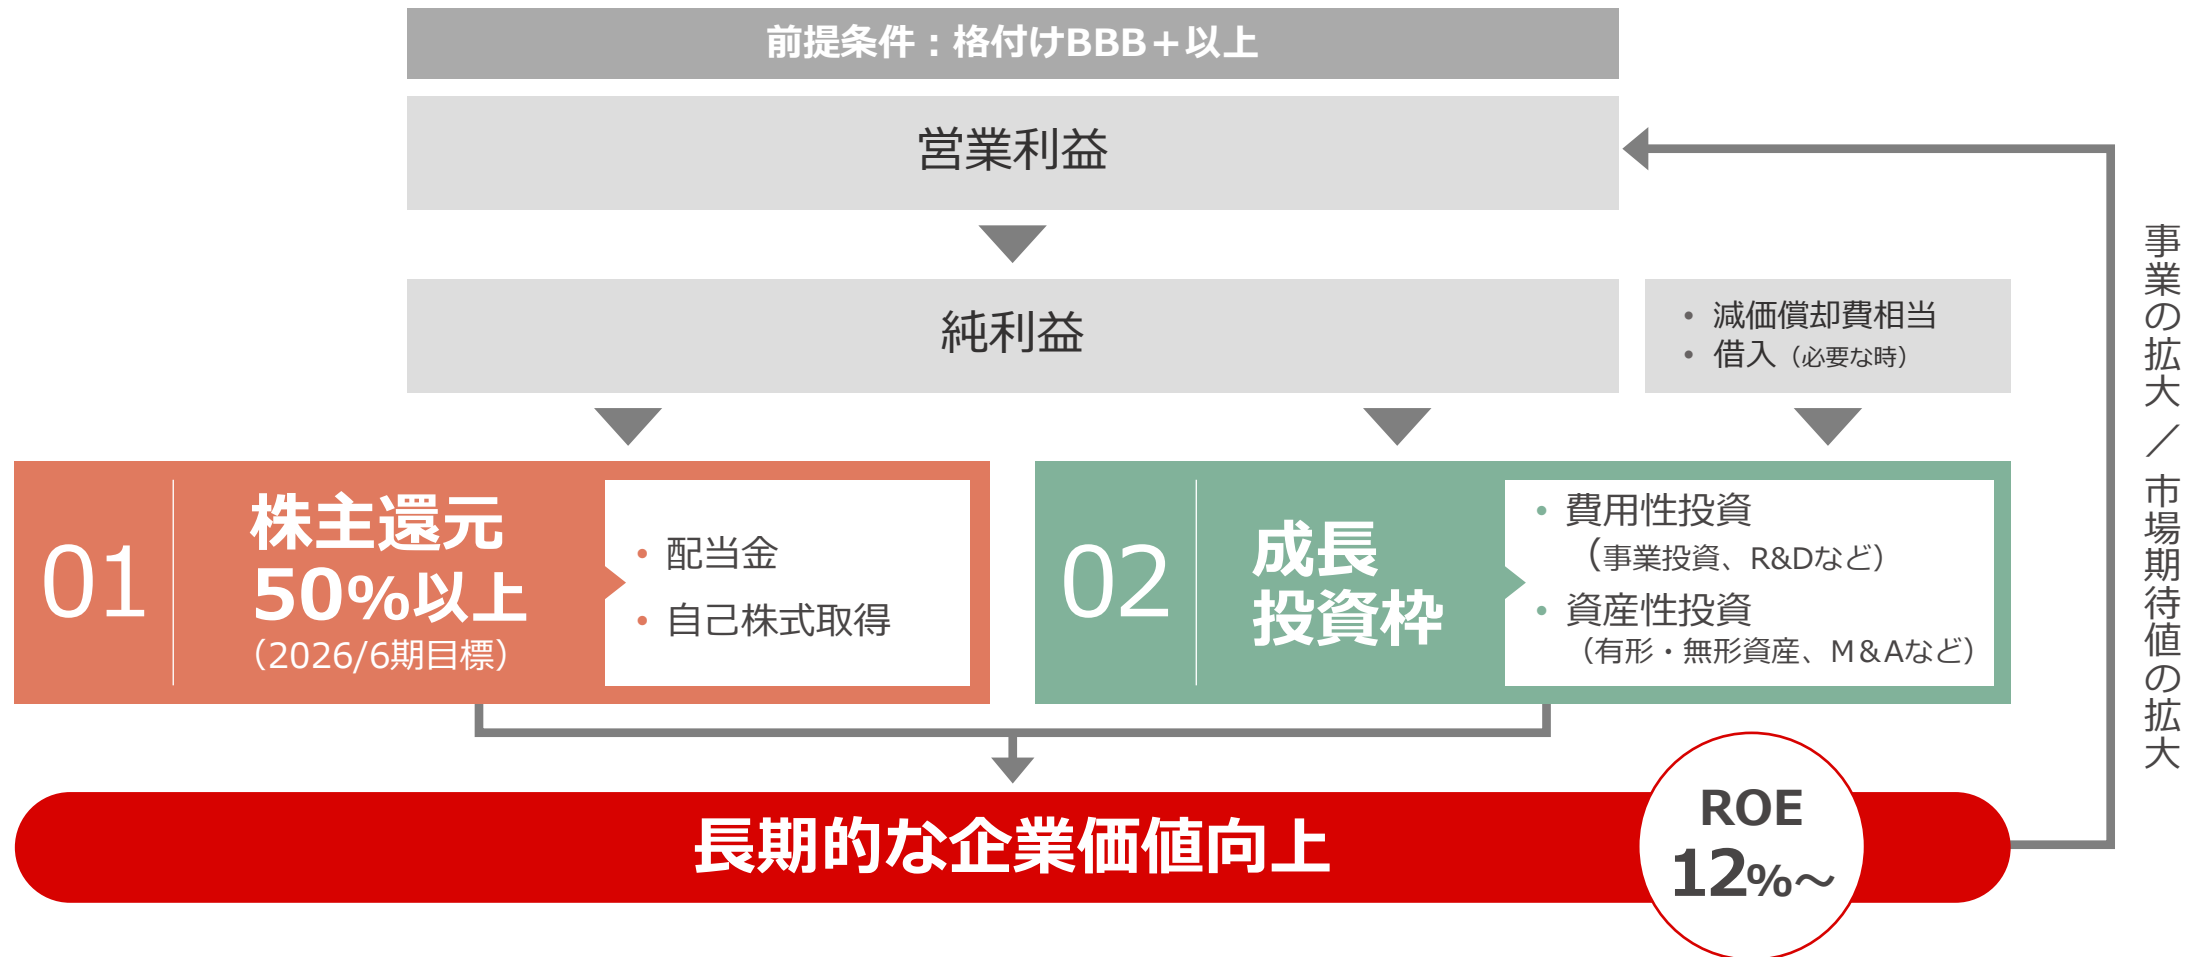 前提条件：格付けBBB＋以上
営業利益
純利益
• 減価償却費相当
• 借入（必要な時）
01
株主還元
50%以上
（2026/6期目標）
• 配当金
• 自己株式取得
02
成長
投資枠
• 費用性投資
（事業投資、R&Dなど）
• 資産性投資
（有形・無形資産、M＆Aなど）
長期的な企業価値向上
ROE
12%～
事業の拡大／市場期待値の拡大